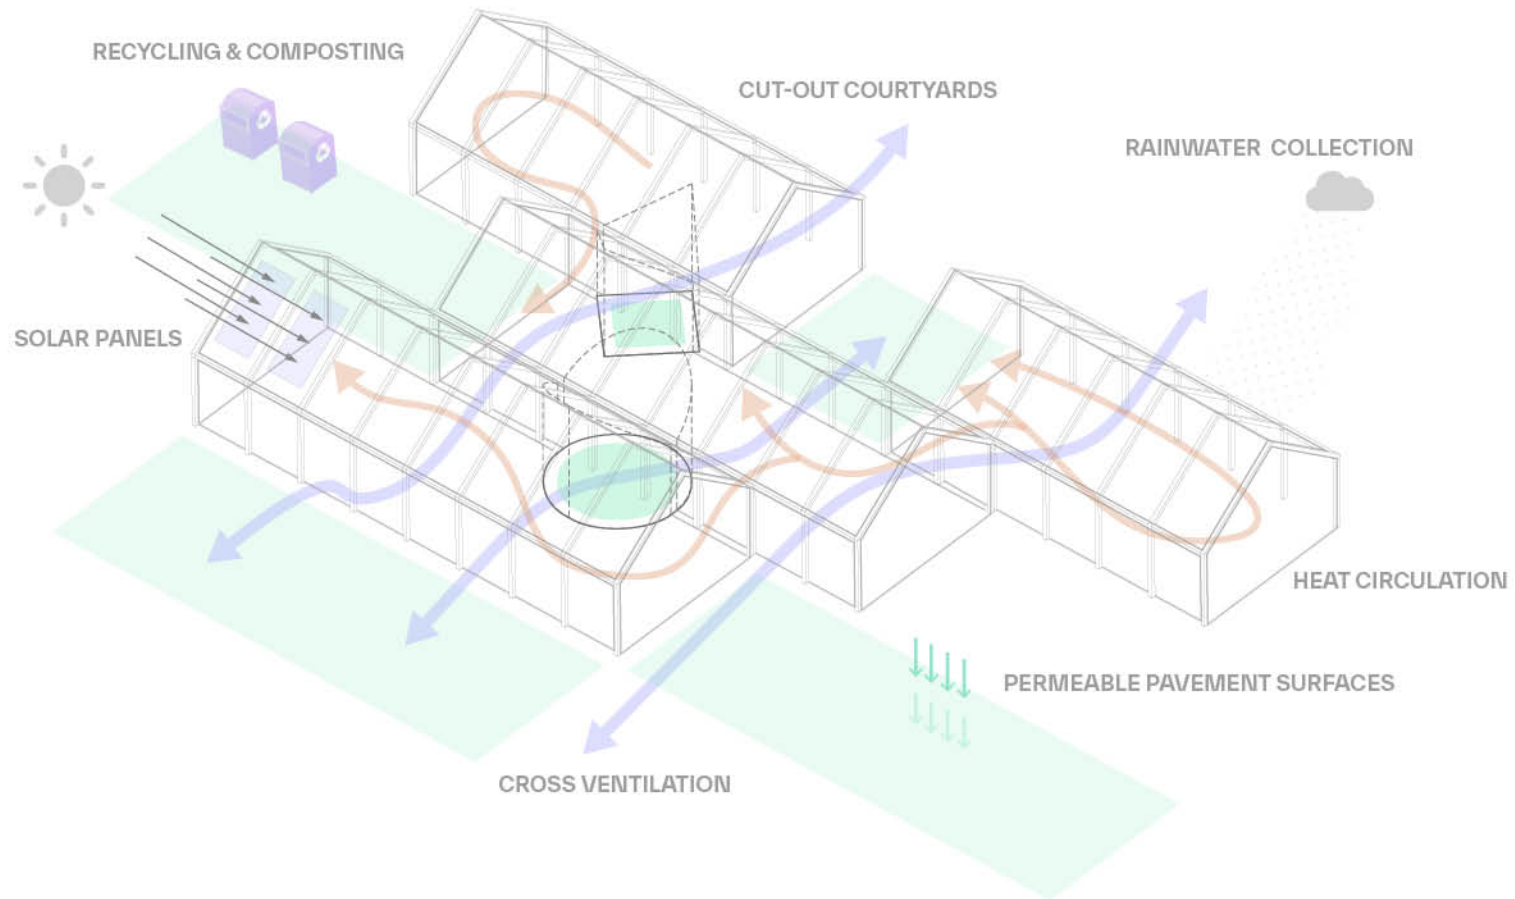 RECYCLING & COMPOSTING
CUT-OUT COURTYARDS
RAINWATER COLLECTION
SOLAR PANELS
HEAT CIRCULATION
PERMEABLE PAVEMENT SURFACES
CROSS VENTILATION